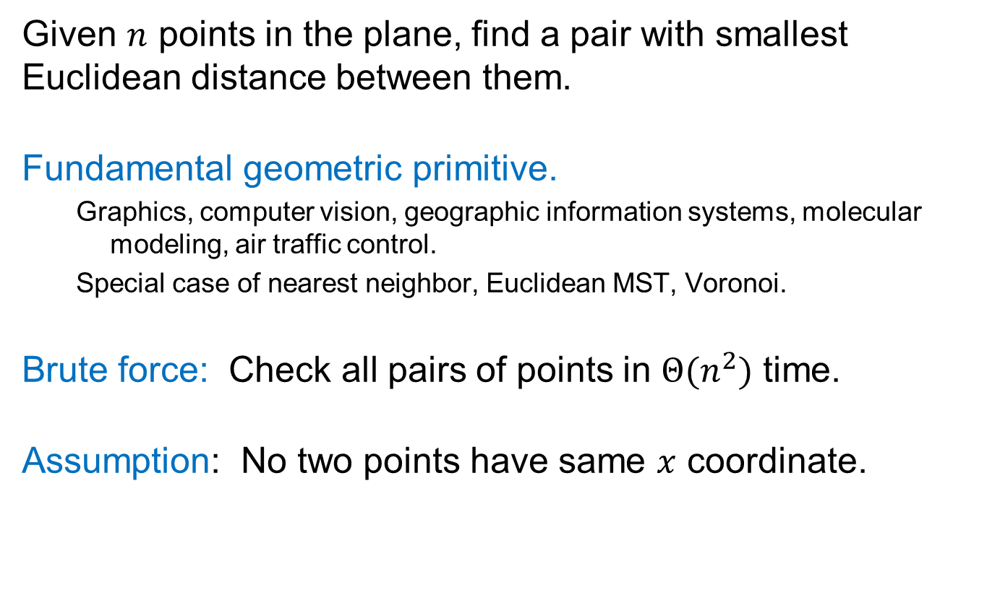 Given 𝑛 points in the plane, find a pair with smallest
Euclidean distance between them.
Fundamental geometric primitive.
Graphics, computer vision, geographic information systems, molecular
modeling, air traffic control.
Special case of nearest neighbor, Euclidean MST, Voronoi.
Brute force: Check all pairs of points in Θ(𝑛²) time.
Assumption: No two points have same 𝑥 coordinate.